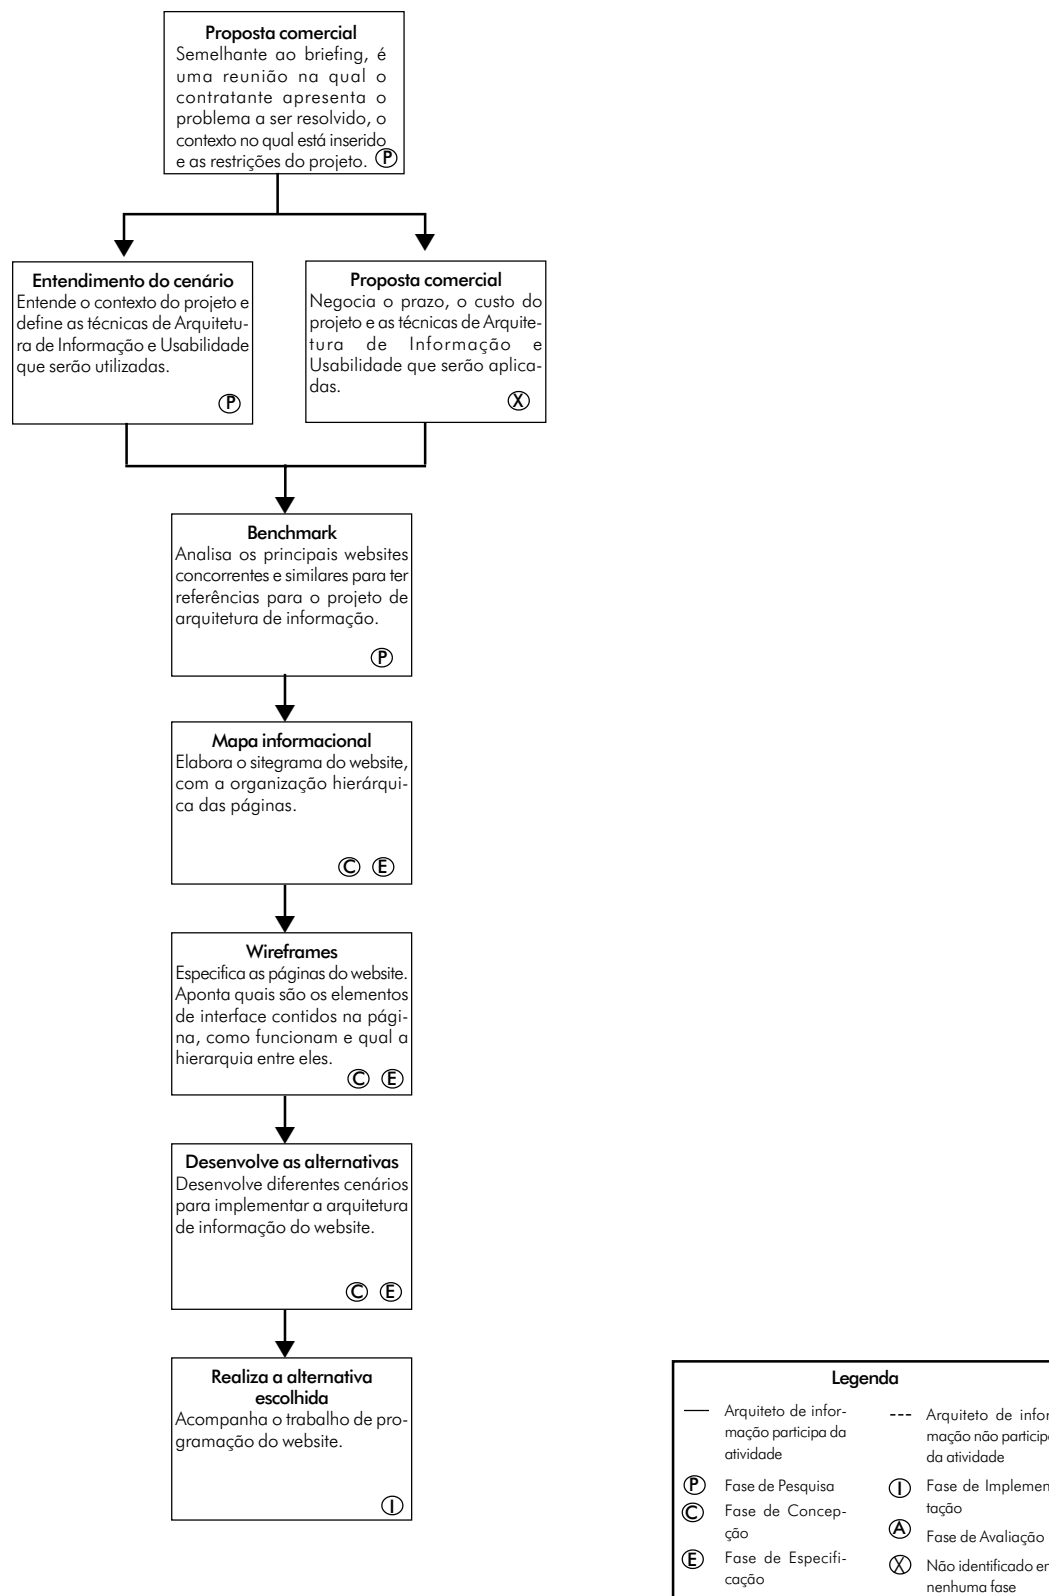 Proposta comercial
Semelhante ao briefing, é
uma reunião na qual o
contratante apresenta o
problema a ser resolvido, o
contexto no qual está inserido
e as restrições do projeto. P
Entendimento do cenário
Entende o contexto do projeto e
define as técnicas de Arquitetu-
ra de Informação e Usabilidade
que serão utilizadas.
P
Proposta comercial
Negocia o prazo, o custo do
projeto e as técnicas de Arquite-
tura de Informação e
Usabilidade que serão aplica-
das.
X
Benchmark
Analisa os principais websites
concorrentes e similares para ter
referências para o projeto de
arquitetura de informação.
P
Mapa informacional
Elabora o sitegrama do website,
com a organização hierárqui-
ca das páginas.
C E
Wireframes
Especifica as páginas do website.
Aponta quais são os elementos
de interface contidos na pági-
na, como funcionam e qual a
hierarquia entre eles.
C E
Desenvolve as alternativas
Desenvolve diferentes cenários
para implementar a arquitetura
de informação do website.
C E
Realiza a alternativa
escolhida
Acompanha o trabalho de pro-
gramação do website.
I
Legenda
Arquiteto de infor-
mação participa da
atividade
P Fase de Pesquisa
C Fase de Concep-
ção
E Fase de Especifi-
cação
Arquiteto de infor
mação não particip
da atividade
I Fase de Implemen
tação
A Fase de Avaliação
X Não identificado e
nenhuma fase